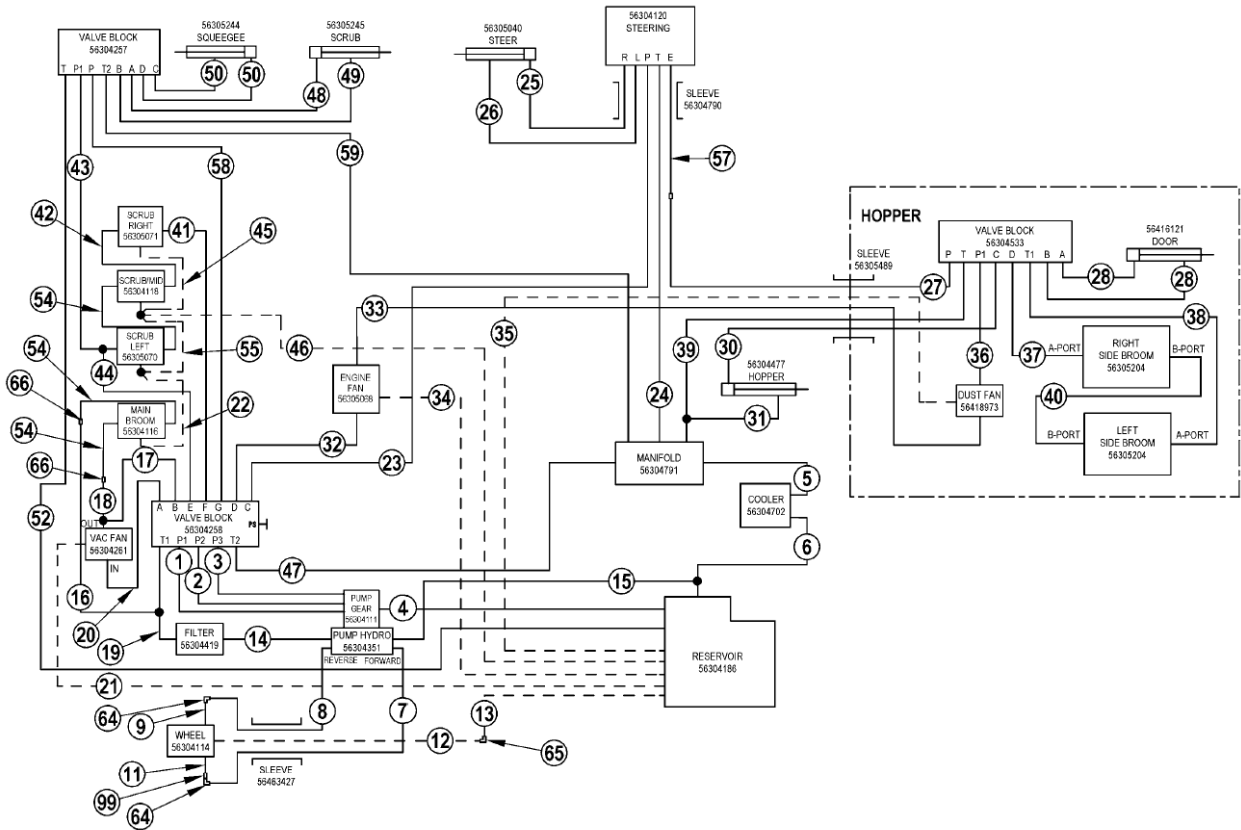 VALVE BLOCK
56304257
T P1 P T2 B A D C
56305244
SQUEEGEE
50
50
56305245
SCRUB
48
49
56305040
STEER
26
25
56304120
STEERING
R L P T E
SLEEVE
56304790
57
43
58
59
42
SCRUB
RIGHT
56305071
41
45
SCRUB/MID
56304118
54
SCRUB
LEFT
56305070
55
46
54
44
66
MAIN
BROOM
56304116
22
54
17
66
18
52
OUT
VAC FAN
56304261
IN
16
20
A B E F G D C
VALVE BLOCK
56304258
PS
T1 P1 P2 P3 T2
1
2
3
47
33
35
ENGINE
FAN
34
32
23
24
39
30
56304477
HOPPER
31
MANIFOLD
56304791
5
COOLER
56304702
6
HOPPER
SLEEVE
56305489
27
VALVE BLOCK
56304533
P T P1 C D T1 B A
56416121
DOOR
28
28
38
36
37
A-PORT
RIGHT
SIDE BROOM
56305204
B-PORT
DUST FAN
56418973
40
B-PORT
LEFT
SIDE BROOM
56305204
A-PORT
15
PUMP
GEAR
56304111
4
19
FILTER
56304419
14
PUMP HYDRO
56304351
REVERSE FORWARD
RESERVOIR
56304186
21
64
9
8
7
13
WHEEL
56304114
12
65
11
SLEEVE
56463427
99
64